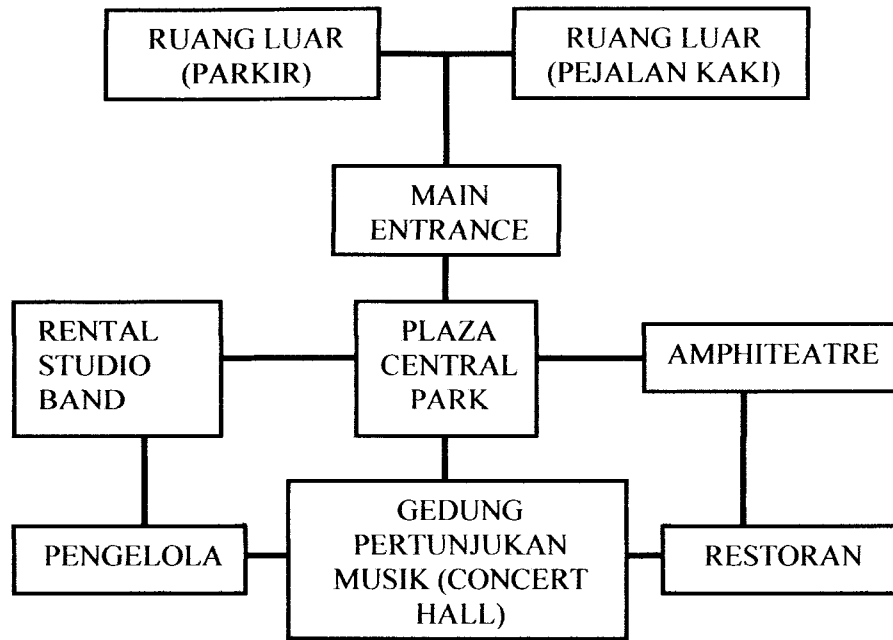 RUANG LUAR
(PARKIR)
RUANG LUAR
(PEJALAN KAKI)
MAIN
ENTRANCE
RENTAL
STUDIO
BAND
PLAZA
CENTRAL
PARK
AMPHITEATRE
PENGELOLA
GEDUNG
PERTUNJUKAN
MUSIK (CONCERT
HALL)
RESTORAN